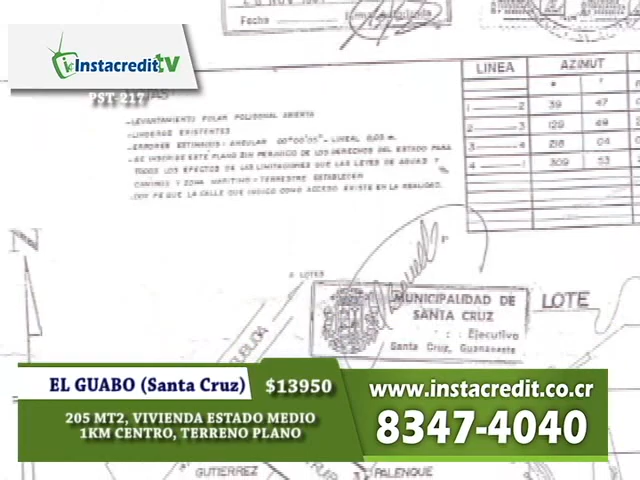 28 NOV 1981
Fecha
InstacreditTV
PST-217
NOTAS:
-LEVANTAMIENTO POLAR POLIGONAL ABIERTA
-LINDEROS EXISTENTES
-ERRORES ESTIMADOS: ANGULAR 00°00'05" - LINEAL 0,03 m.
-SE INSCRIBE ESTE PLANO SIN PERJUICIO DE LOS DERECHOS DEL ESTADO PARA
TODOS LOS EFECTOS DE LAS LIMITACIONES QUE LAS LEYES DE AGUAS Y
CAMINOS Y ZONA MARITIMO-TERRESTRE ESTABLECEN
-DOY FE QUE LA CALLE QUE INDICO COMO ACCESO EXISTE EN LA REALIDAD.
LINEA AZIMUT
° '
1 — 2 39 47
2 — 3 129 49
3 — 4 218 04
4 — 1 309 53
N
LOTES
MUNICIPALIDAD DE
SANTA CRUZ
Ejecutivo
Santa Cruz, Guanacaste
LOTE
EL GUABO (Santa Cruz) $13950
205 MT2, VIVIENDA ESTADO MEDIO
1KM CENTRO, TERRENO PLANO
www.instacredit.co.cr
8347-4040
GUTIERREZ
PALENQUE